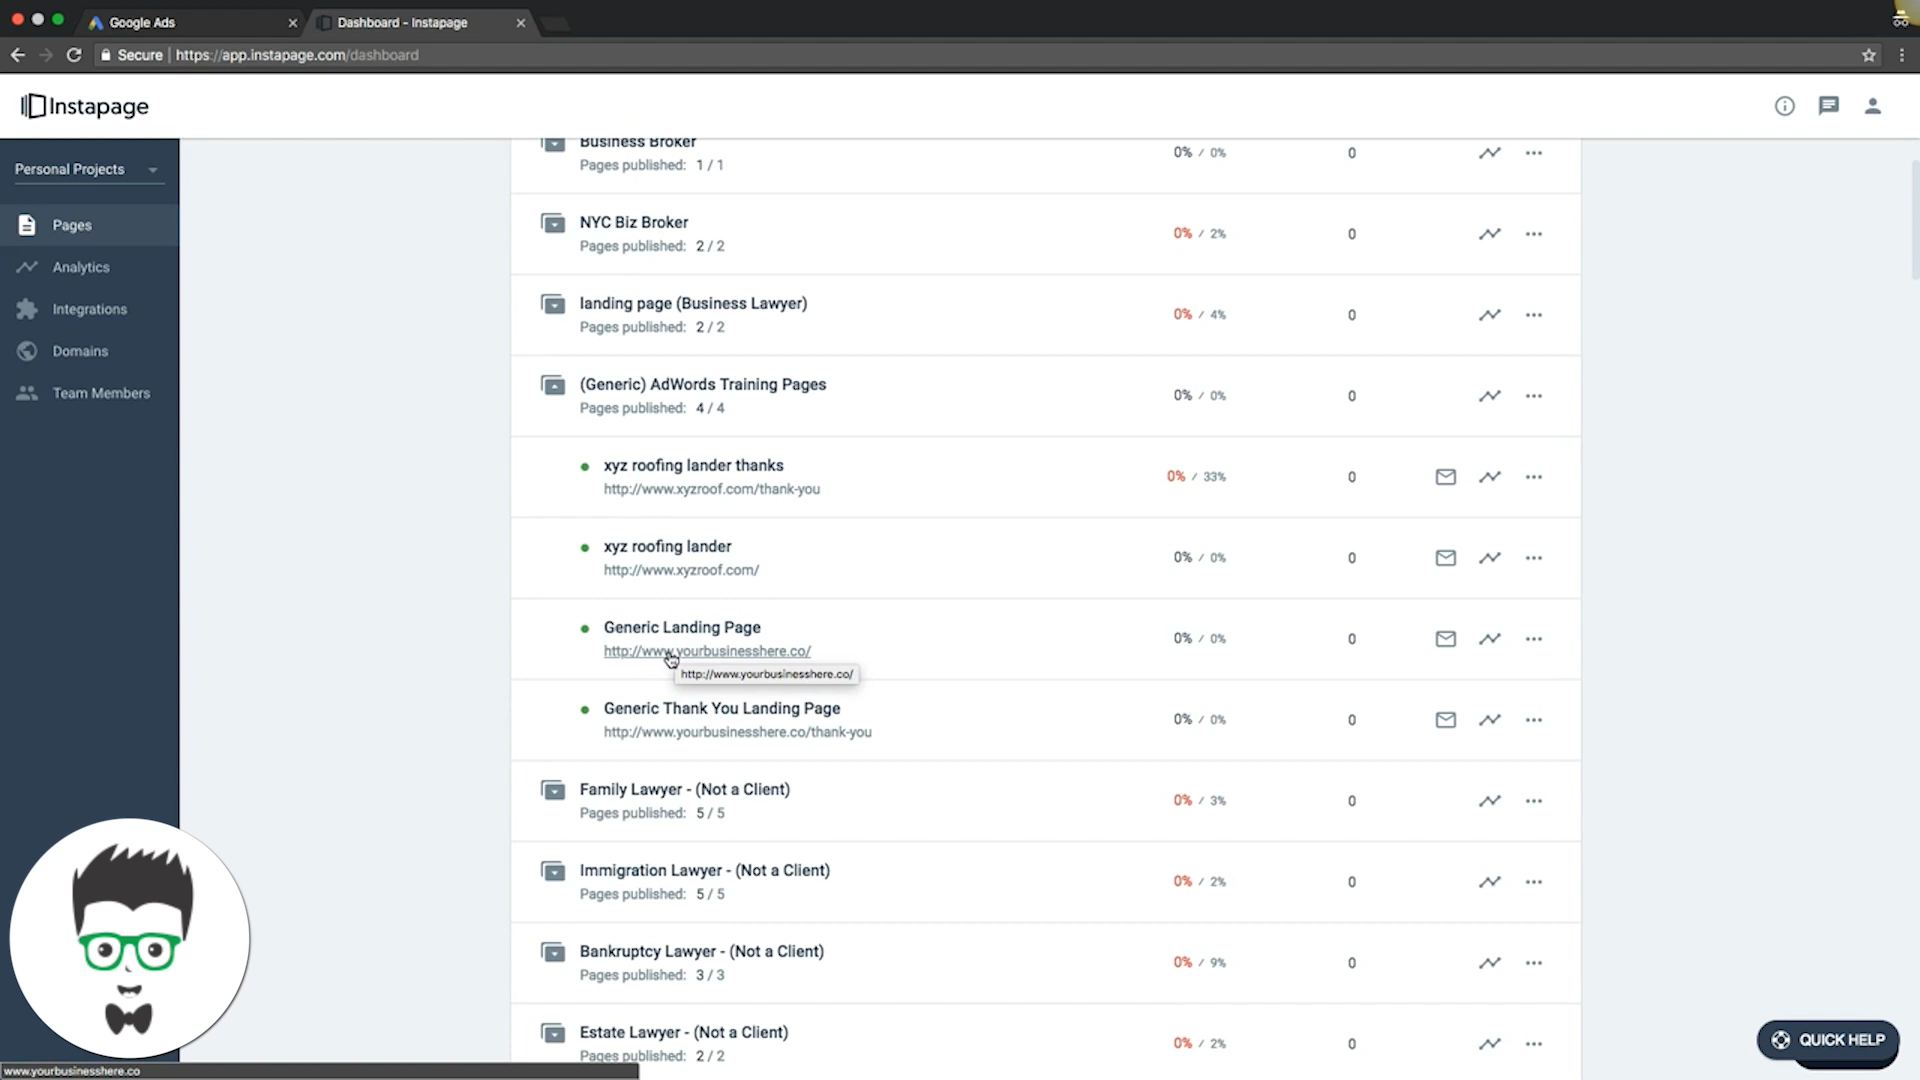 Google Ads
Dashboard - Instapage
Secure | https://app.instapage.com/dashboard
Instapage
Personal Projects
Pages
Analytics
Integrations
Domains
Team Members
Business Broker
Pages published: 1 / 1
0% / 0%
0
NYC Biz Broker
Pages published: 2 / 2
0% / 2%
0
landing page (Business Lawyer)
Pages published: 2 / 2
0% / 4%
0
(Generic) AdWords Training Pages
Pages published: 4 / 4
0% / 0%
0
xyz roofing lander thanks
http://www.xyzroof.com/thank-you
0% / 33%
0
xyz roofing lander
http://www.xyzroof.com/
0% / 0%
0
Generic Landing Page
http://www.yourbusinesshere.co/
http://www.yourbusinesshere.co/
0% / 0%
0
Generic Thank You Landing Page
http://www.yourbusinesshere.co/thank-you
0% / 0%
0
Family Lawyer - (Not a Client)
Pages published: 5 / 5
0% / 3%
0
Immigration Lawyer - (Not a Client)
Pages published: 5 / 5
0% / 2%
0
Bankruptcy Lawyer - (Not a Client)
Pages published: 3 / 3
0% / 9%
0
Estate Lawyer - (Not a Client)
Pages published: 2 / 2
0% / 2%
0
QUICK HELP
www.yourbusinesshere.co